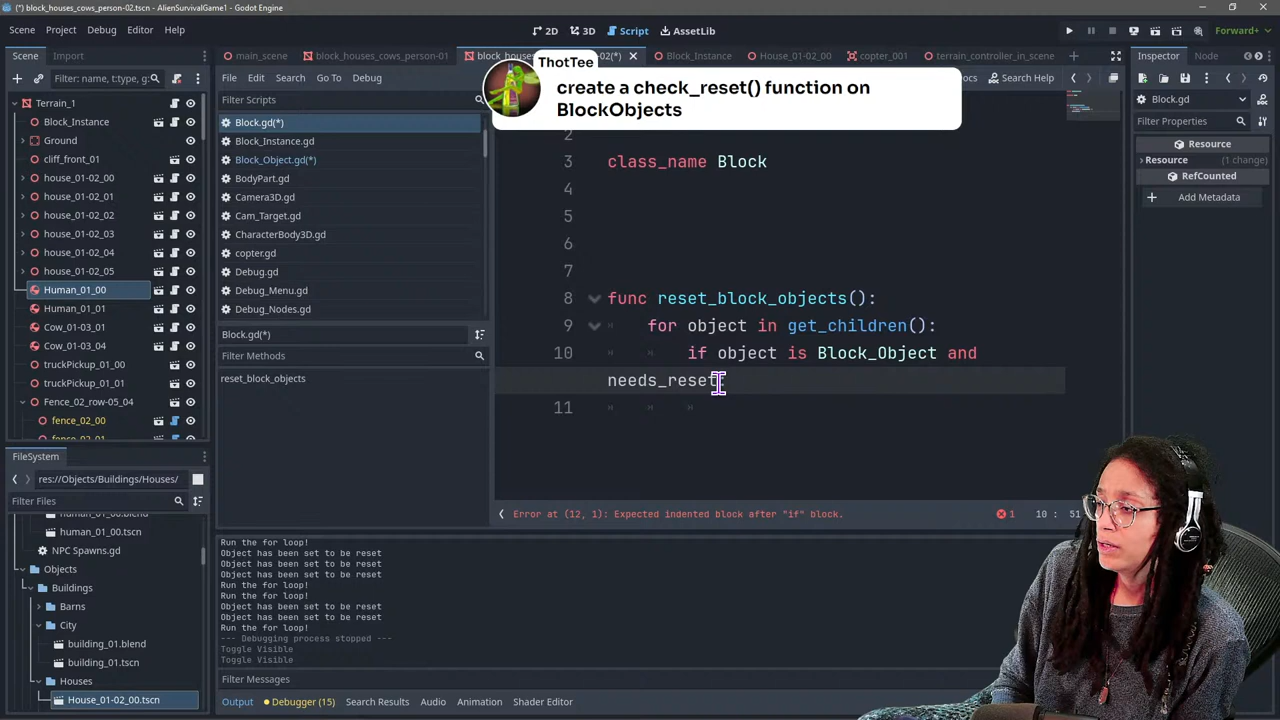 (*) block_houses_cows_person-02.tscn - AlienSurvivalGame1 - Godot Engine
Scene Project Debug Editor Help
2D 3D Script AssetLib
Forward+
Scene Import
main_scene block_houses_cows_person-01 Block_Instance House_01-02_00 copter_001 terrain_controller_in_scene
Inspector Node
ThotTee
create a check_reset() function on
BlockObjects
Filter: name, t:type, g:
File Edit Search Go To Debug
Search Help
Filter Scripts
Block.gd
Filter Properties
Resource
Resource (1 change)
RefCounted
Add Metadata
Terrain_1
Block_Instance
Ground
cliff_front_01
house_01-02_00
house_01-02_01
house_01-02_02
house_01-02_03
house_01-02_04
house_01-02_05
Human_01_00
Human_01_01
Cow_01-03_01
Cow_01-03_04
truckPickup_01_00
truckPickup_01_01
Fence_02_row-05_04
fence_02_00
fence_02_01
Block.gd(*)
Block_Instance.gd
Block_Object.gd(*)
BodyPart.gd
Camera3D.gd
Cam_Target.gd
CharacterBody3D.gd
copter.gd
Debug.gd
Debug_Menu.gd
Debug_Nodes.gd
Block.gd(*)
Filter Methods
reset_block_objects
2
3 class_name Block
4
5
6
7
8 func reset_block_objects():
9 for object in get_children():
10 if object is Block_Object and
needs_reset:
11
Error at (12, 1): Expected indented block after "if" block.
1 10 : 51
FileSystem
res://Objects/Buildings/Houses/
Filter Files
human_01_00.blend
human_01_00.tscn
NPC Spawns.gd
Objects
Buildings
Barns
City
building_01.blend
building_01.tscn
Houses
House_01-02_00.tscn
Run the for loop!
Object has been set to be reset
Object has been set to be reset
Object has been set to be reset
Run the for loop!
Run the for loop!
Object has been set to be reset
Object has been set to be reset
Run the for loop!
--- Debugging process stopped ---
Toggle Visible
Toggle Visible
Filter Messages
Output Debugger (15) Search Results Audio Animation Shader Editor